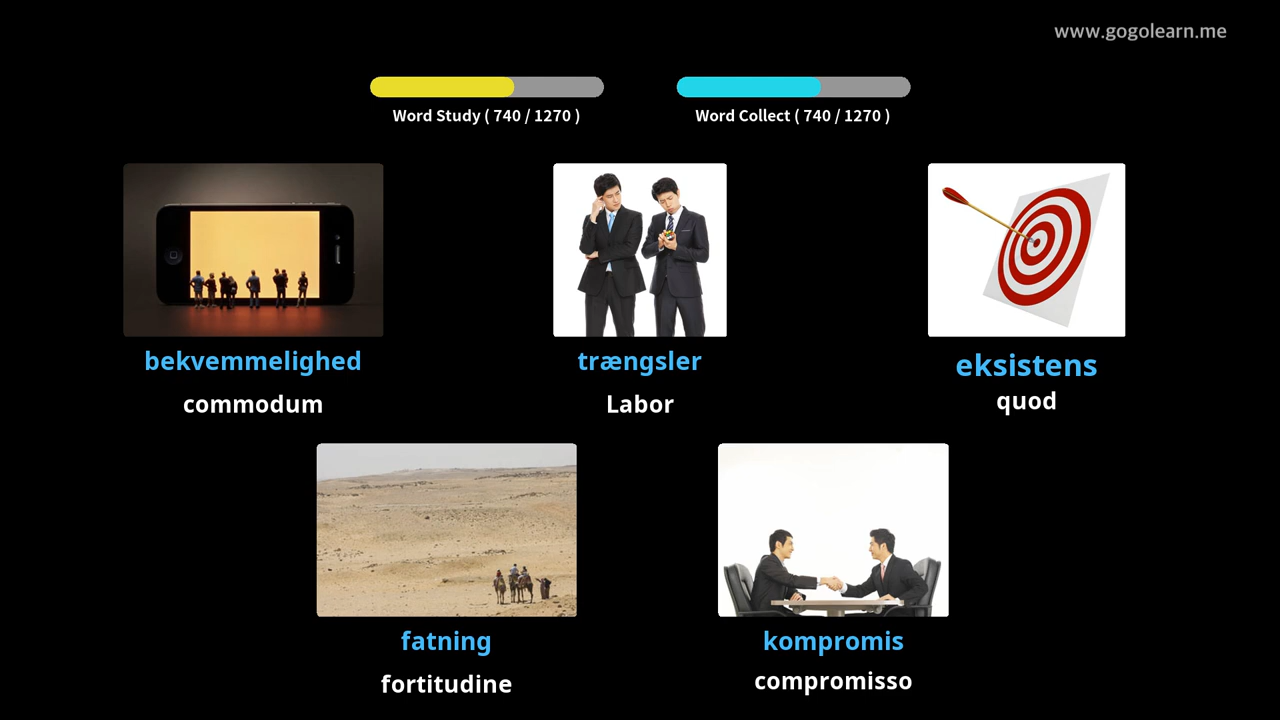 www.gogolearn.me
Word Study ( 740 / 1270 )
Word Collect ( 740 / 1270 )
bekvemmelighed
commodum
trængsler
Labor
eksistens
quod
fatning
fortitudine
kompromis
compromisso